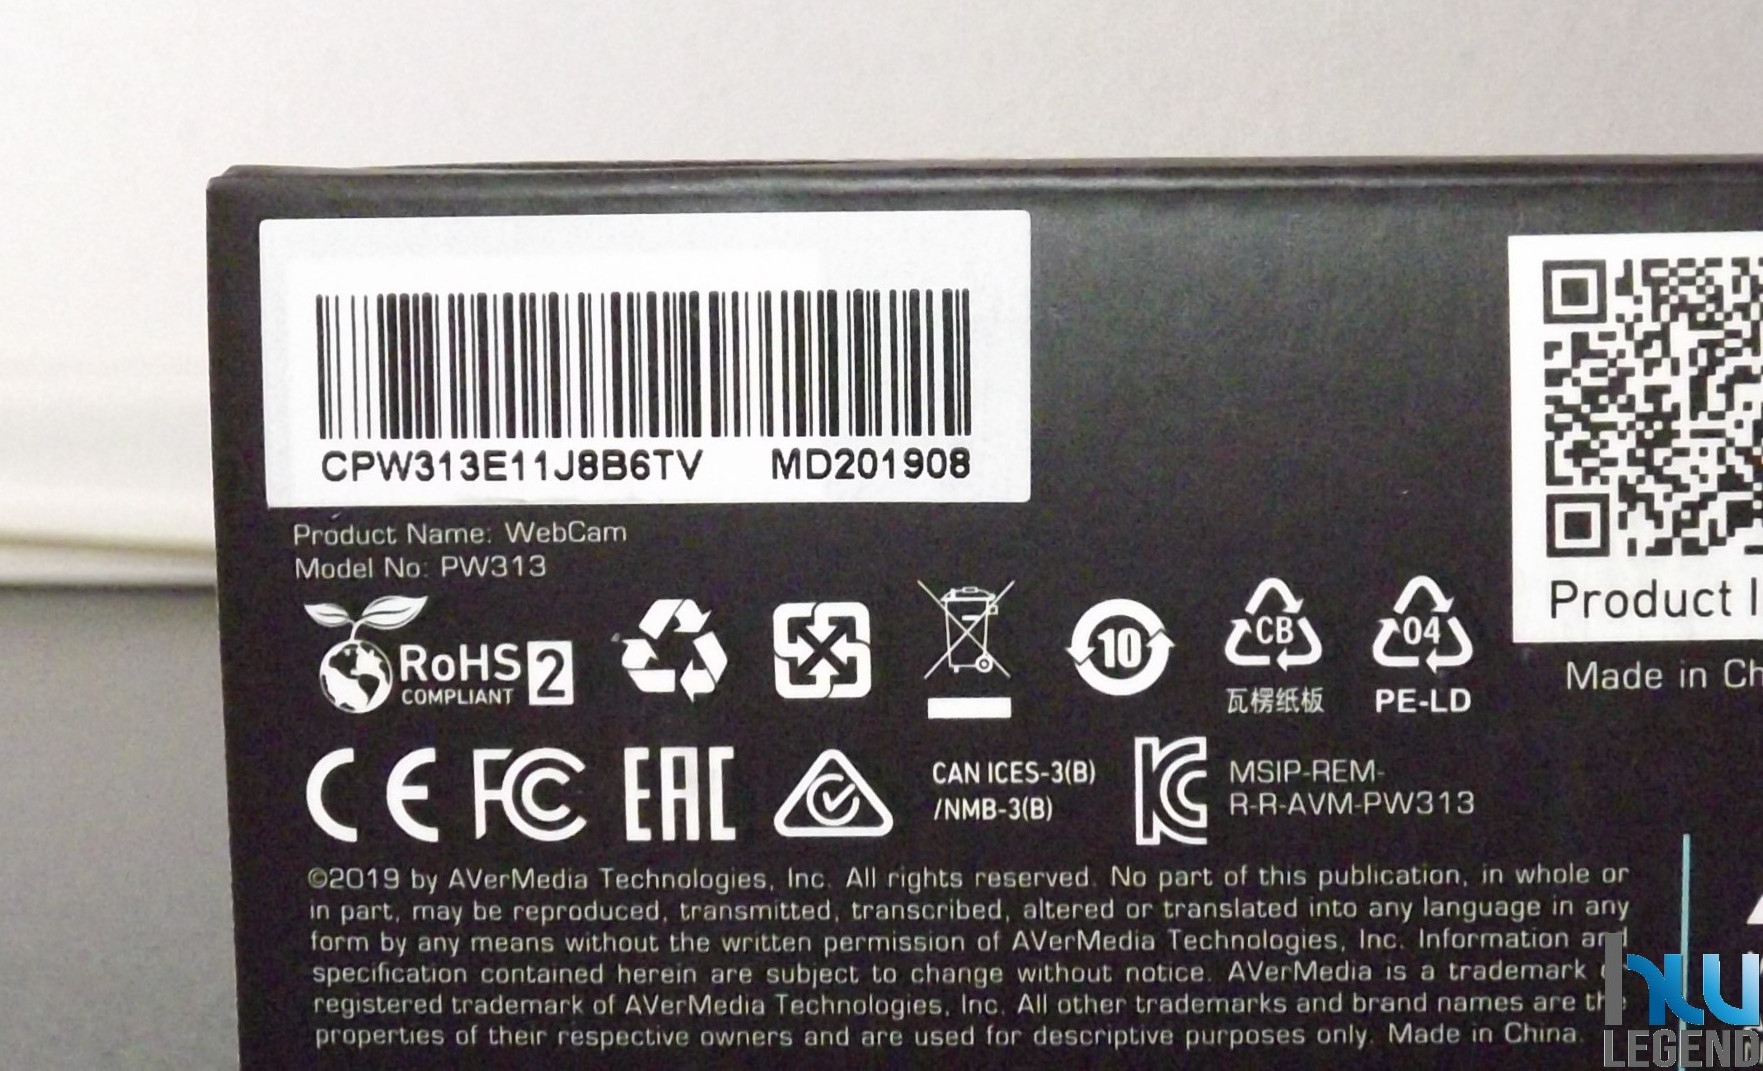 CPW313E11J8B6TV MD201908
Product Name: WebCam
Model No: PW313
RoHS 2
COMPLIANT
10
CB
04
瓦楞纸板
PE-LD
Product
Made in
CE FC EAC
CAN ICES-3(B)
/NMB-3(B)
KC
MSIP-REM-
R-R-AVM-PW313
©2019 by AVerMedia Technologies, Inc. All rights reserved. No part of this publication, in whole or
in part, may be reproduced, transmitted, transcribed, altered or translated into any language in any
form by any means without the written permission of AVerMedia Technologies, Inc. Information and
specification contained herein are subject to change without notice. AVerMedia is a trademark
registered trademark of AVerMedia Technologies, Inc. All other trademarks and brand names are the
properties of their respective owners and are used for descriptive purposes only. Made in China.
LEGEND